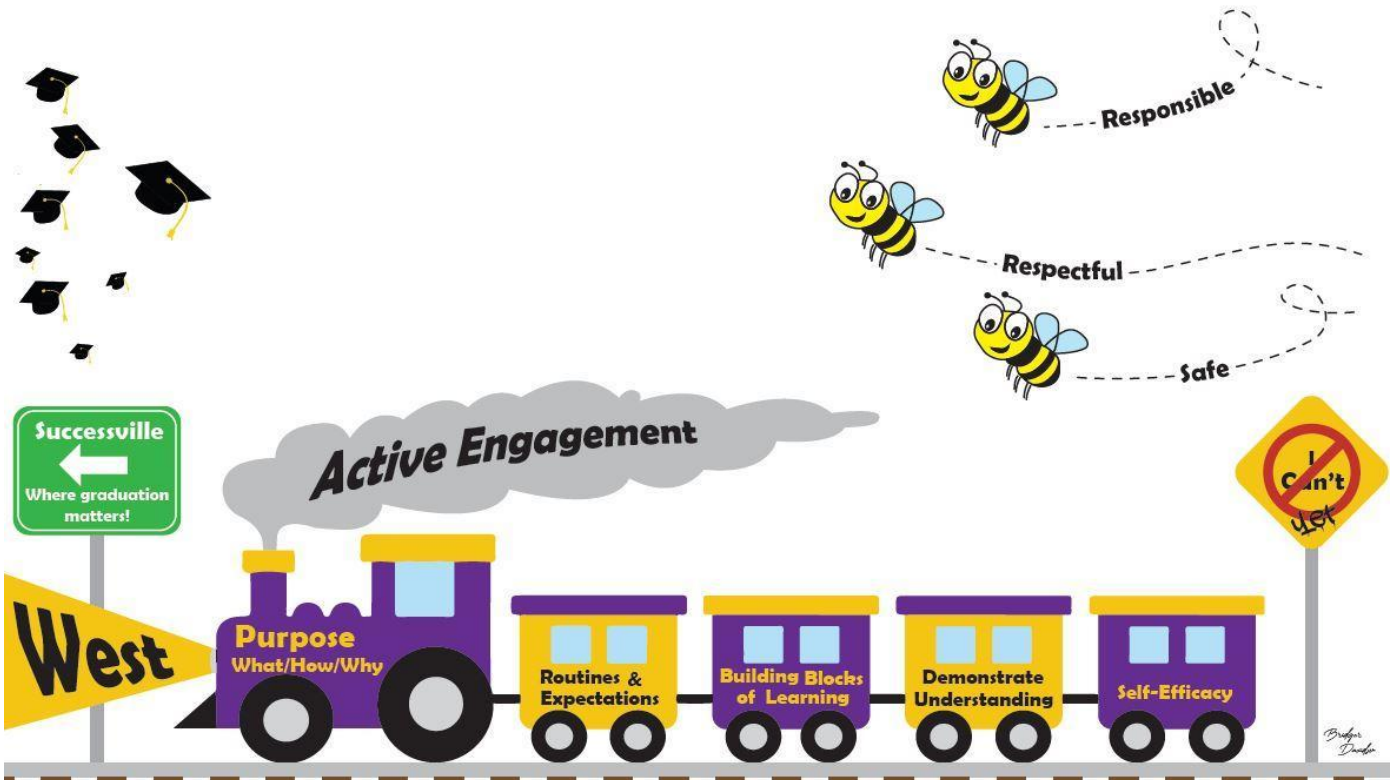 Responsible
Respectful
Safe
Successville
Where graduation
matters!
Active Engagement
I
Can't
yet
West
Purpose
What/How/Why
Routines &
Expectations
Building Blocks
of Learning
Demonstrate
Understanding
Self-Efficacy